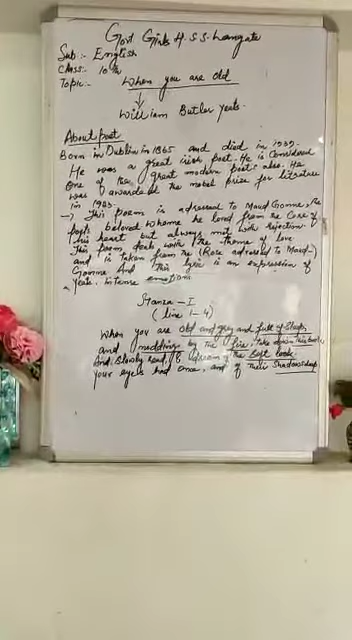 Govt Girls H.S.S. Langate
Sub:- English
Class:- 10th
Topic:- When you are old
William Butler Yeats.
About poet
Born in Dublin in 1865 and died in 1939.
He was a great irish poet. He is Considered
One of the great modern poets also. He
was awarded the nobel prize for literature
in 19
→ This poem is adressed to Maud Gonne, the
poets beloved whome he loved from the Core of
his heart but always met with rejection.
This poem deals with the theme of love
and is taken from the (Rose adressed to Maud
Gonne And this lyric is an expression of
Yeats. intense emotions
Stanza - I
(line 1-4)
When you are old and grey and full of sleep,
and nodding by the fire, take down this book
And slowly read, & dream of the soft look
your eyes had once, and of their Shadows deep